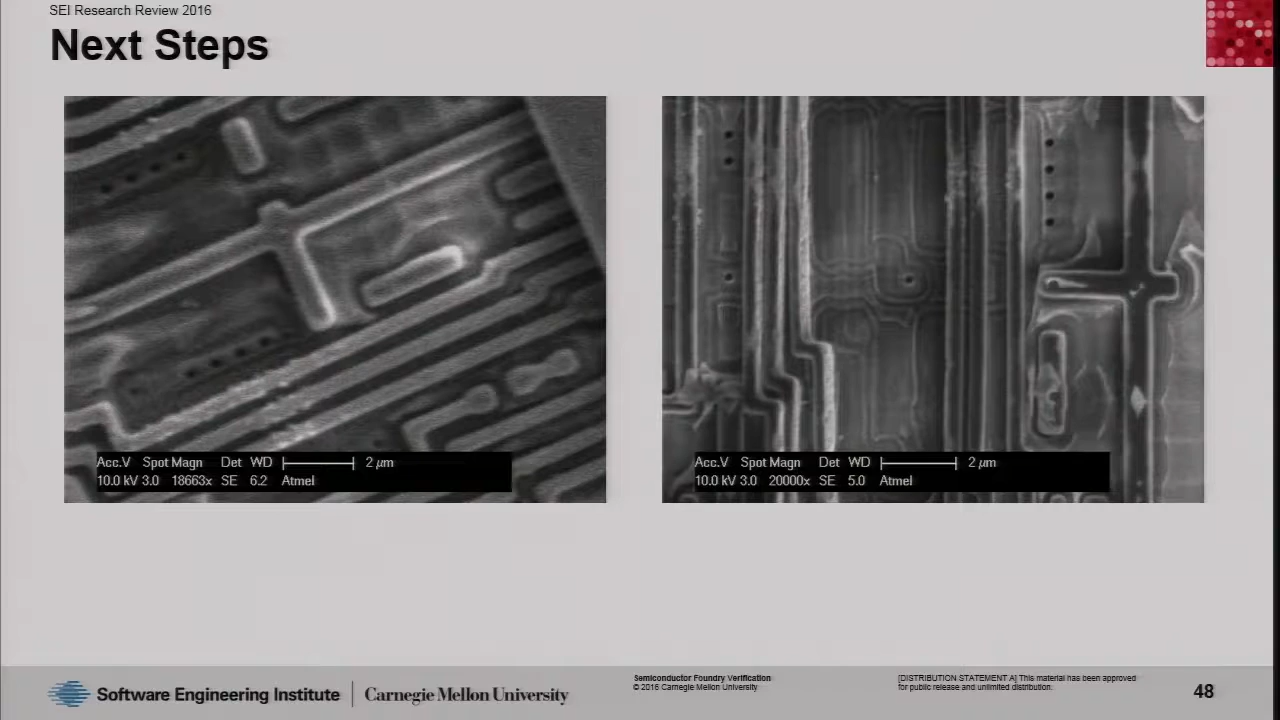 SEI Research Review 2016
Next Steps
Acc.V Spot Magn Det WD 2 μm
10.0 kV 3.0 18663x SE 6.2 Atmel
Acc.V Spot Magn Det WD 2 μm
10.0 kV 3.0 20000x SE 5.0 Atmel
Software Engineering Institute | Carnegie Mellon University
Semiconductor Foundry Verification
© 2016 Carnegie Mellon University
[DISTRIBUTION STATEMENT A] This material has been approved
for public release and unlimited distribution.
48